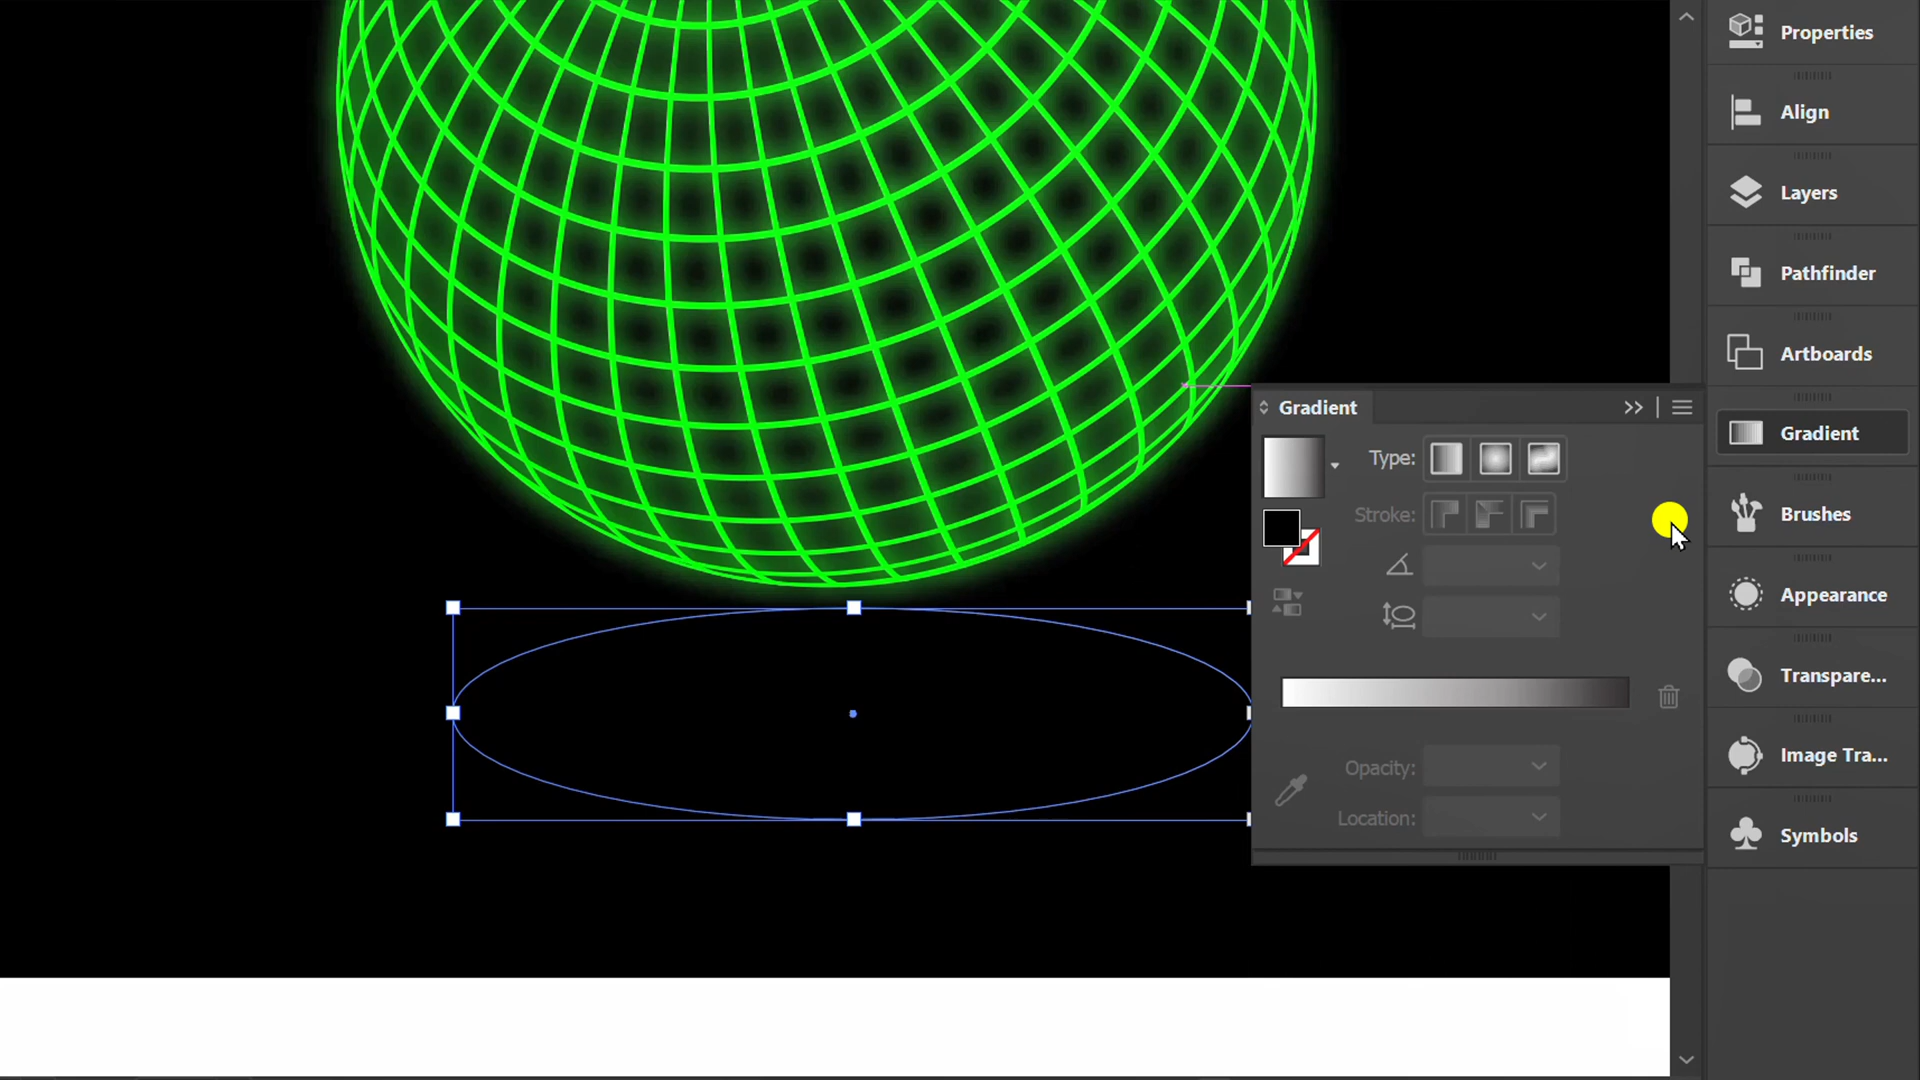 Properties
Align
Layers
Pathfinder
Artboards
Gradient
Type:
Stroke:
Opacity:
Location:
Gradient
Brushes
Appearance
Transpare...
Image Tra...
Symbols